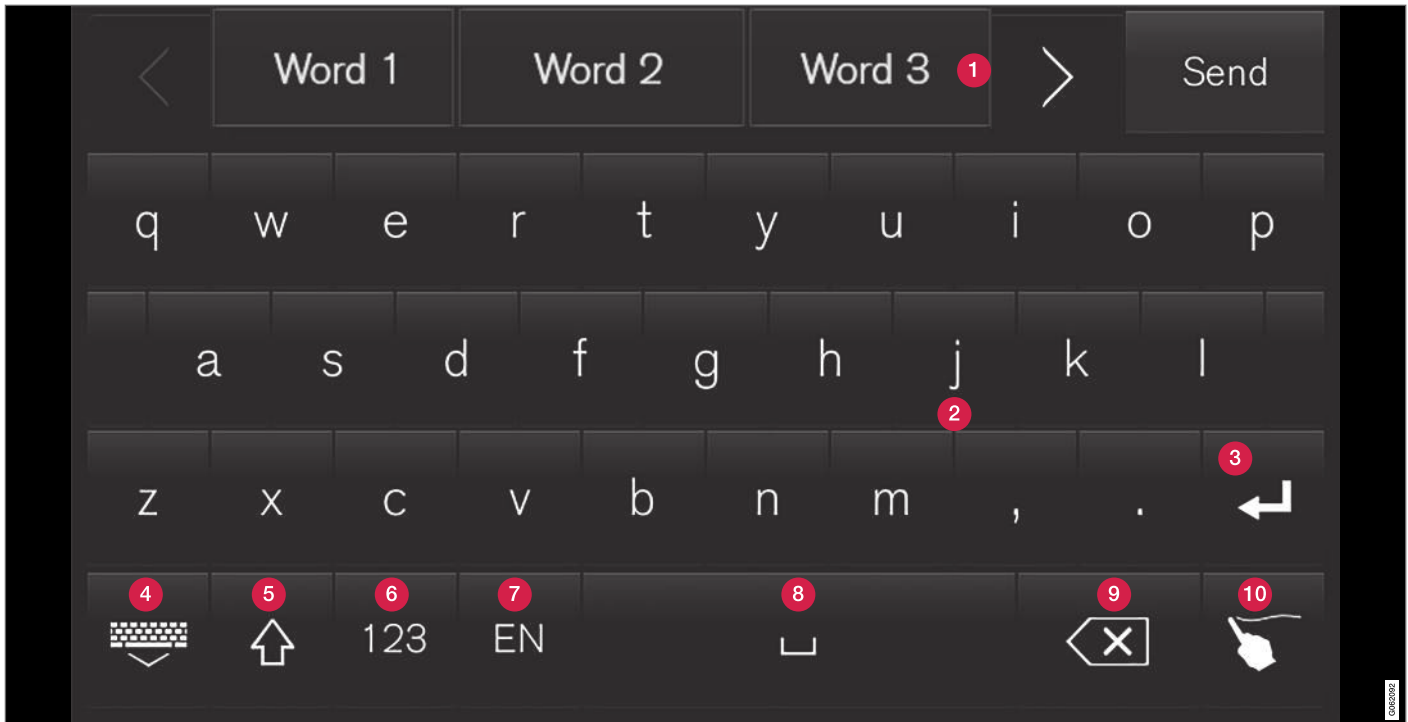 Word 1 Word 2 Word 3 1 Send
q w e r t y u i o p
a s d f g h j k l
2
3
z x c v b n m , .
4 5 6 7 8 9 10
123 EN
G062092